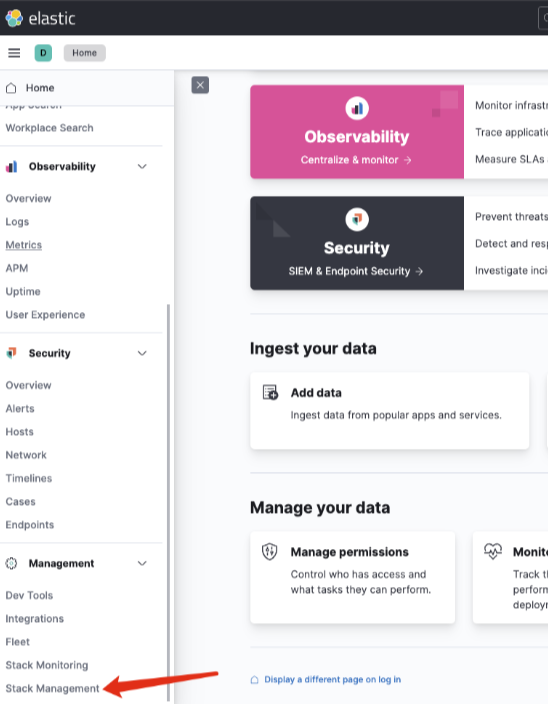 elastic
D
Home
Home
App Search
Workplace Search
Observability
Overview
Logs
Metrics
APM
Uptime
User Experience
Security
Overview
Alerts
Hosts
Network
Timelines
Cases
Endpoints
Management
Dev Tools
Integrations
Fleet
Stack Monitoring
Stack Management
Observability
Centralize & monitor →
Monitor infrastr
Trace applicatio
Measure SLAs
Security
SIEM & Endpoint Security →
Prevent threats
Detect and resp
Investigate inci
Ingest your data
Add data
Ingest data from popular apps and services.
Manage your data
Manage permissions
Control who has access and
what tasks they can perform.
Monito
Track th
perform
deployn
Display a different page on log in